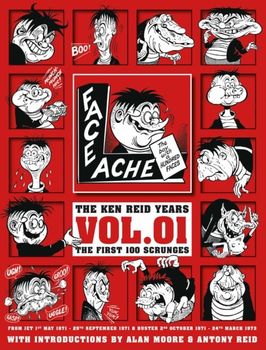 BOO!
FACE
ACHE
The boy with a HUNDRED FACES
THE KEN REID YEARS
VOL.01
THE FIRST 100 SCRUNGES
UGH!
GLOO!
UGGLE!
FROM JET 1ST MAY 1971 - 25TH SEPTEMBER 1971 & BUSTER 2ND OCTOBER 1971 - 24TH MARCH 1973
WITH INTRODUCTIONS BY ALAN MOORE & ANTONY REID